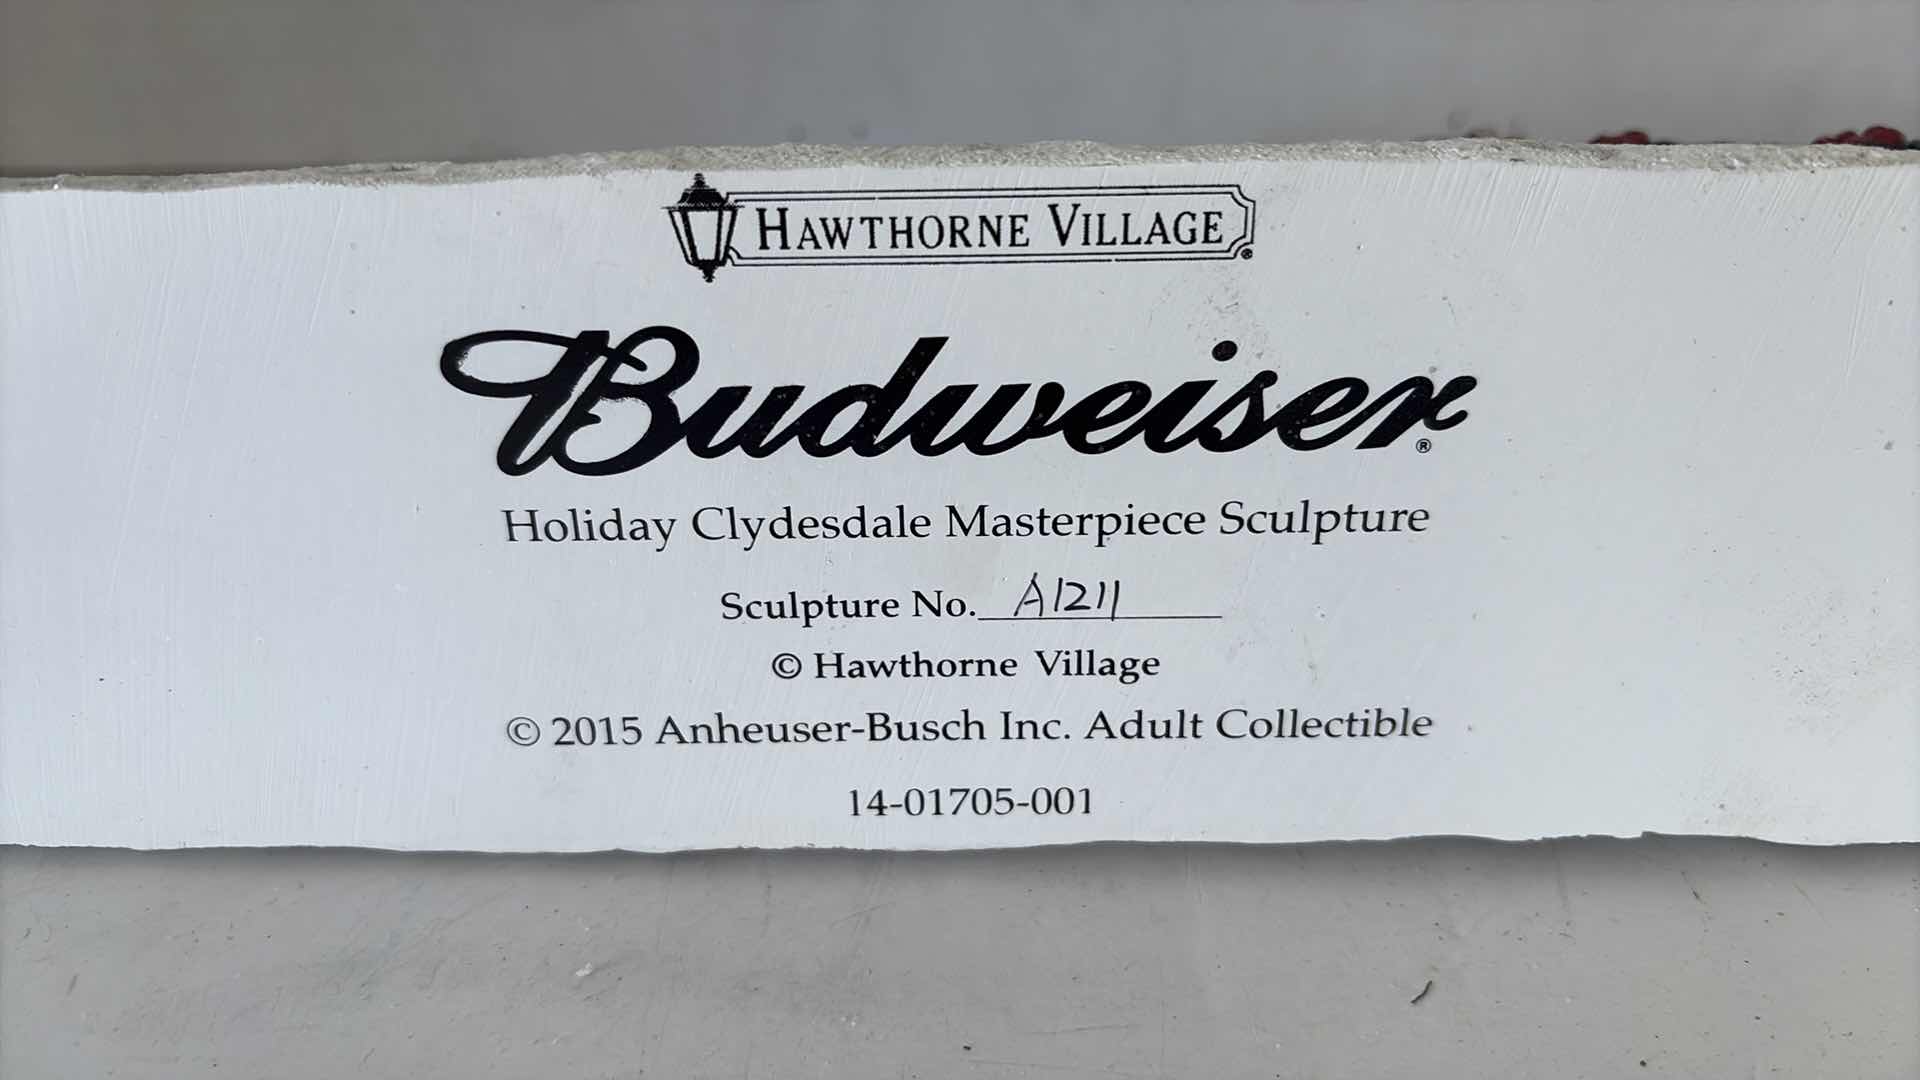 HAWTHORNE VILLAGE®
Budweiser®
Holiday Clydesdale Masterpiece Sculpture
Sculpture No. A1211
© Hawthorne Village
© 2015 Anheuser-Busch Inc. Adult Collectible
14-01705-001